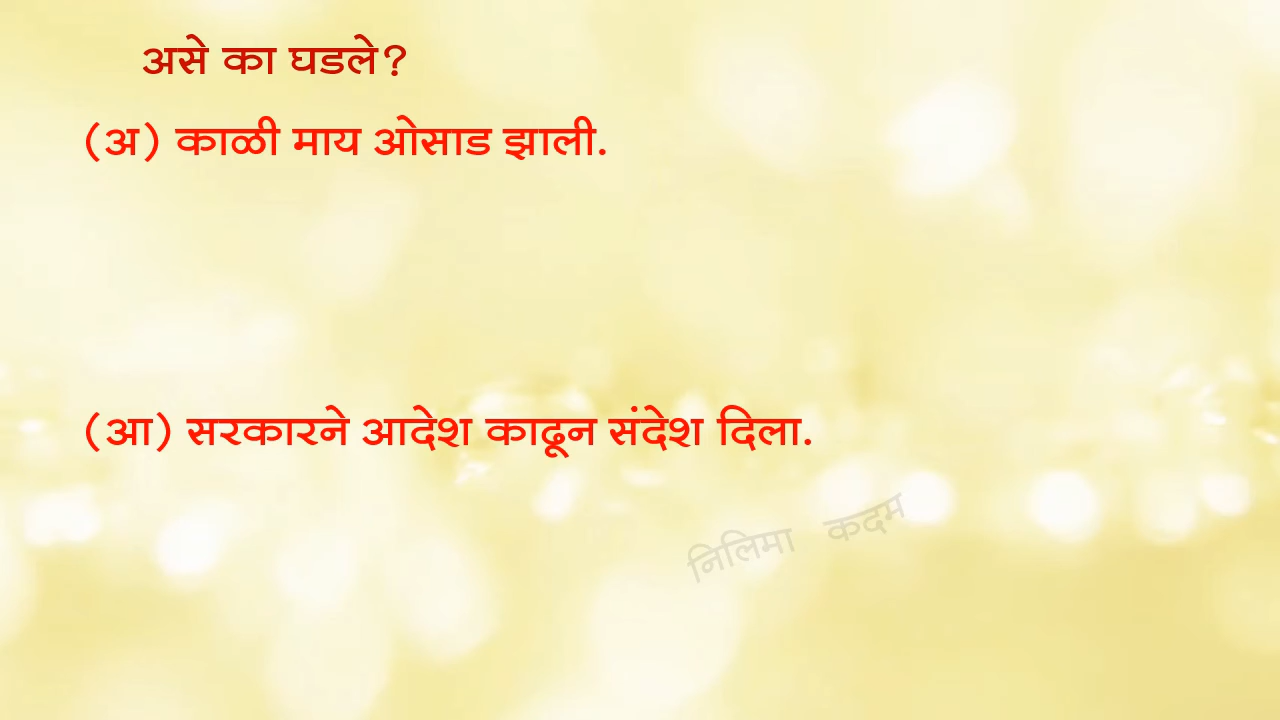 असे का घडले?
(अ) काळी माय ओसाड झाली.
(आ) सरकारने आदेश काढून संदेश दिला.
निलिमा कदम